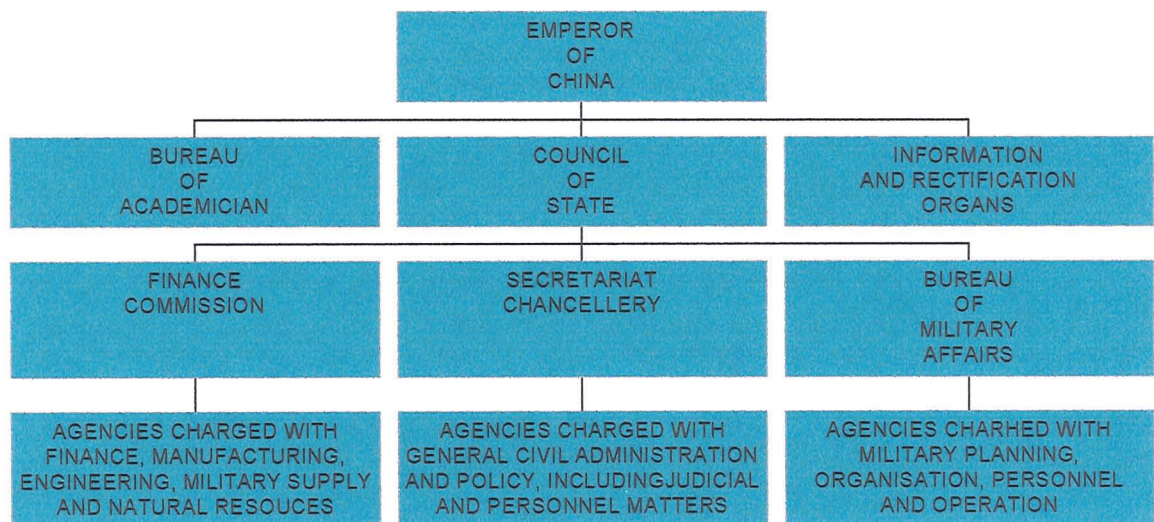 EMPEROR
OF
CHINA
BUREAU
OF
ACADEMICIAN
COUNCIL
OF
STATE
INFORMATION
AND RECTIFICATION
ORGANS
FINANCE
COMMISSION
SECRETARIAT
CHANCELLERY
BUREAU
OF
MILITARY
AFFAIRS
AGENCIES CHARGED WITH
FINANCE, MANUFACTURING,
ENGINEERING, MILITARY SUPPLY
AND NATURAL RESOUCES
AGENCIES CHARGED WITH
GENERAL CIVIL ADMINISTRATION
AND POLICY, INCLUDINGJUDICIAL
AND PERSONNEL MATTERS
AGENCIES CHARHED WITH
MILITARY PLANNING,
ORGANISATION, PERSONNEL
AND OPERATION